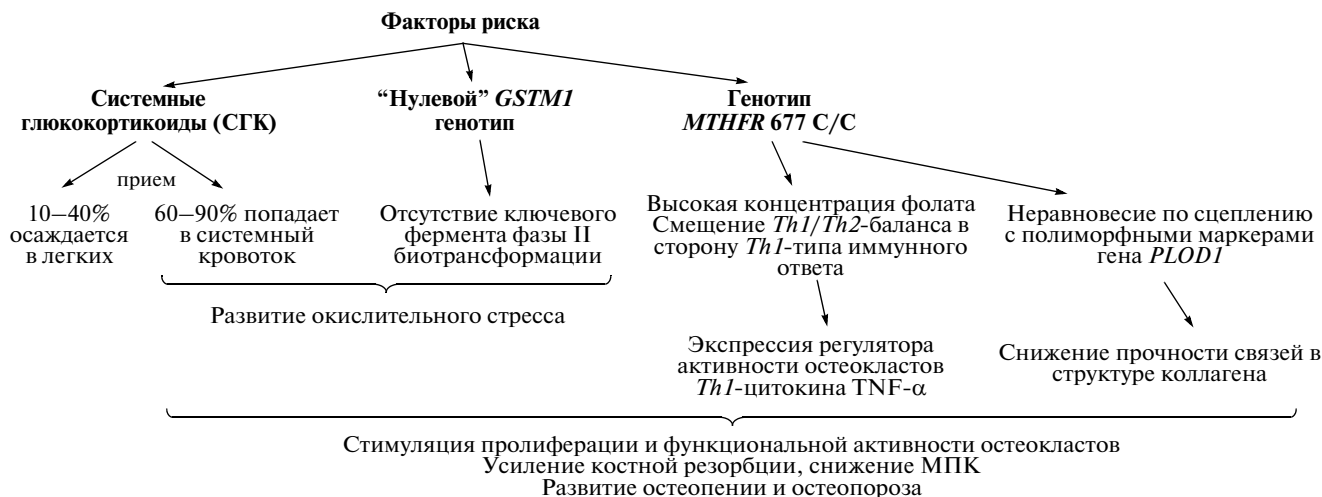 Факторы риска
Системные
глюкокортикоиды (СГК)
“Нулевой” GSTM1
генотип
Генотип
MTHFR 677 C/C
прием
10–40%
осаждается
в легких
60–90% попадает
в системный
кровоток
Отсутствие ключевого
фермента фазы II
биотрансформации
Высокая концентрация фолата
Смещение Th1/Th2-баланса в
сторону Th1-типа иммунного
ответа
Неравновесие по сцеплению
с полиморфными маркерами
гена PLOD1
Развитие окислительного стресса
Экспрессия регулятора
активности остеокластов
Th1-цитокина TNF-α
Снижение прочности связей в
структуре коллагена
Стимуляция пролиферации и функциональной активности остеокластов
Усиление костной резорбции, снижение МПК
Развитие остеопении и остеопороза